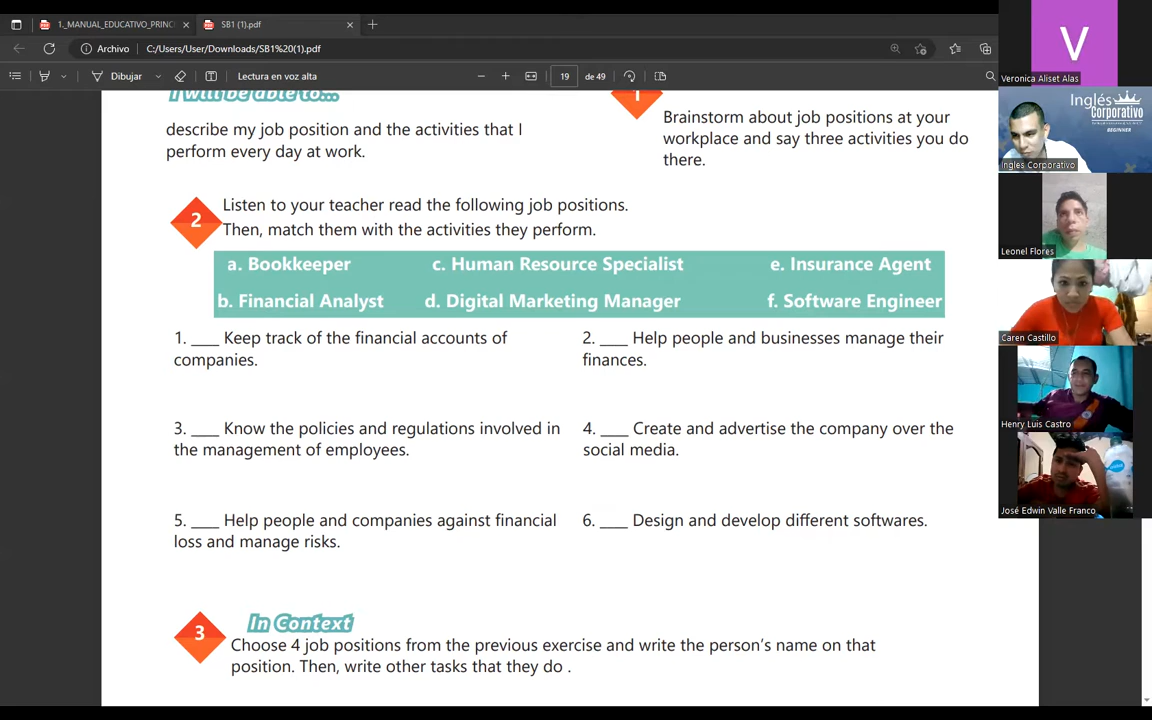 1._MANUAL_EDUCATIVO_PRINC
SB1 (1).pdf
Archivo
C:/Users/User/Downloads/SB1%20(1).pdf
Dibujar
Lectura en voz alta
19
de 49
I will be able to...
describe my job position and the activities that I
perform every day at work.
1
Brainstorm about job positions at your
workplace and say three activities you do
there.
2
Listen to your teacher read the following job positions.
Then, match them with the activities they perform.
a. Bookkeeper
c. Human Resource Specialist
e. Insurance Agent
b. Financial Analyst
d. Digital Marketing Manager
f. Software Engineer
1. ___ Keep track of the financial accounts of
companies.
2. ___ Help people and businesses manage their
finances.
3. ___ Know the policies and regulations involved in
the management of employees.
4. ___ Create and advertise the company over the
social media.
5. ___ Help people and companies against financial
loss and manage risks.
6. ___ Design and develop different softwares.
3
In Context
Choose 4 job positions from the previous exercise and write the person's name on that
position. Then, write other tasks that they do .
V
Veronica Aliset Alas
Inglés
Corporativo
BEGINNER
Ingles Corporativo
Leonel Flores
Caren Castillo
Henry Luis Castro
José Edwin Valle Franco